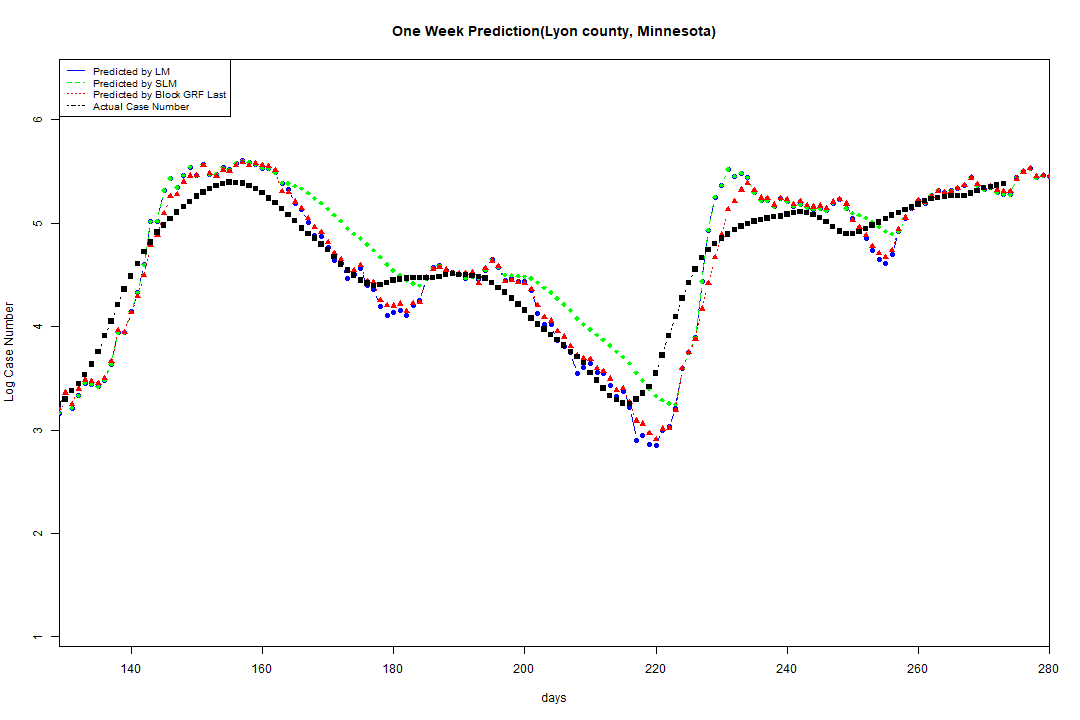 One Week Prediction(Lyon county, Minnesota)
Predicted by LM
Predicted by SLM
Predicted by Block GRF Last
Actual Case Number
6
5
4
3
2
1
Log Case Number
140 160 180 200 220 240 260 280
days